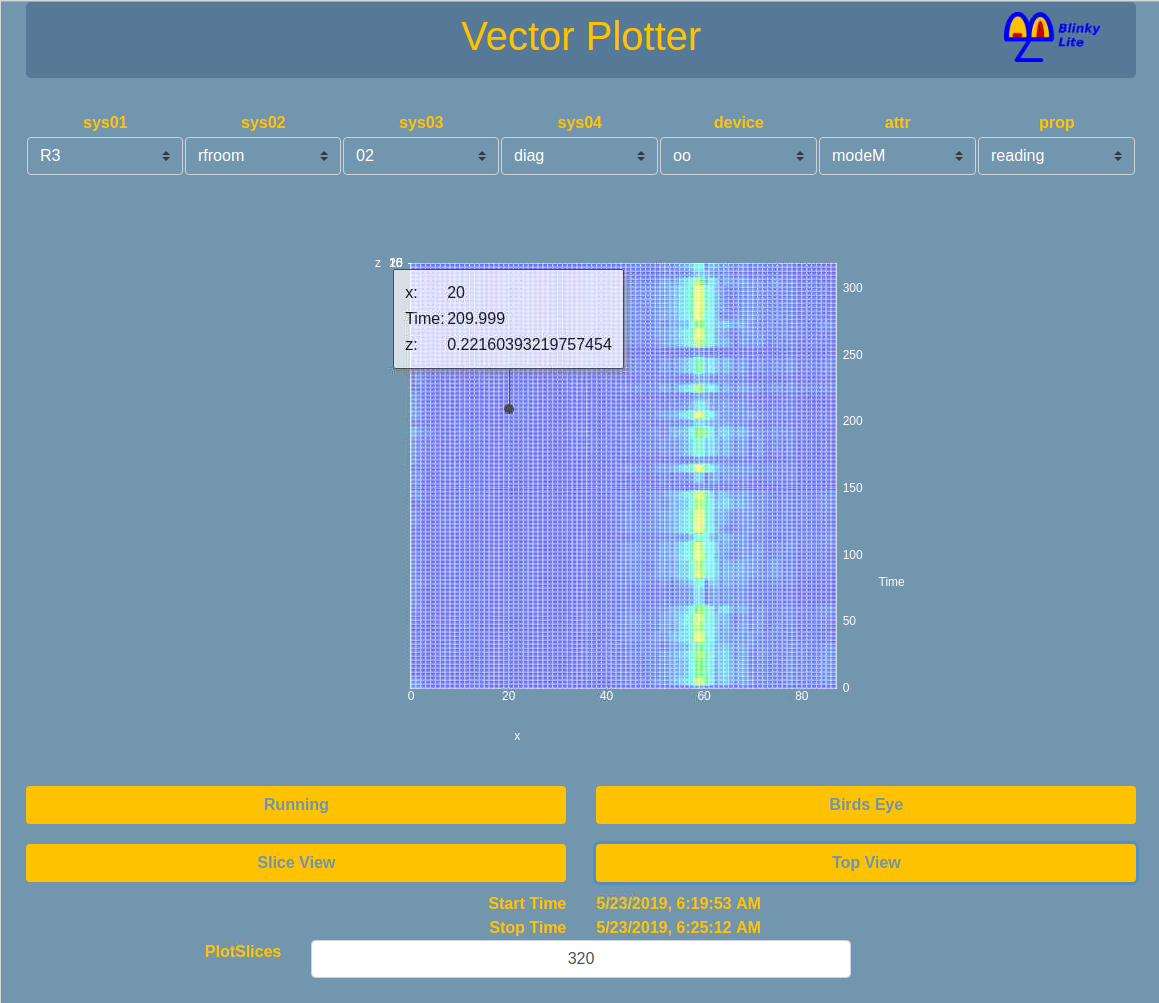 Vector Plotter
Blinky
Lite
sys01 sys02 sys03 sys04 device attr prop
R3 rfroom 02 diag oo modeM reading
z
x: 20
Time: 209.999
z: 0.22160393219757454
300
250
200
150
100
50
0
Time
0 20 40 60 80
x
Running Birds Eye
Slice View Top View
Start Time 5/23/2019, 6:19:53 AM
Stop Time 5/23/2019, 6:25:12 AM
PlotSlices 320